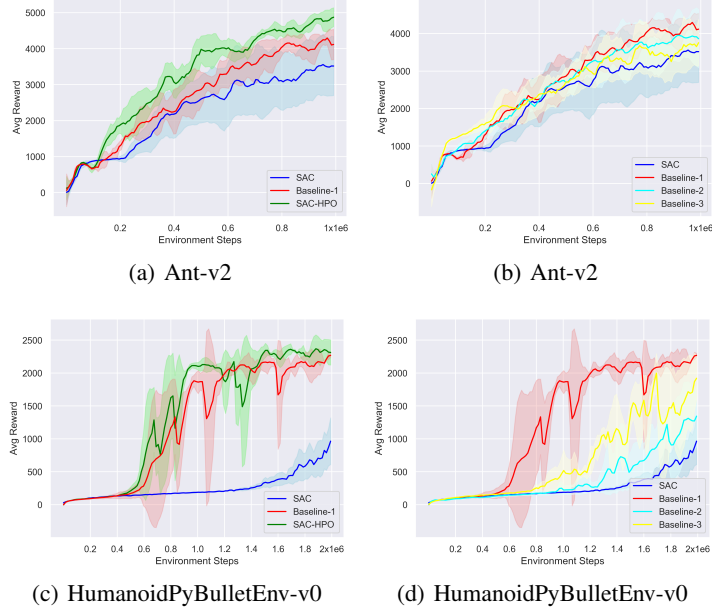 5000
4000
3000
2000
1000
0
Avg Reward
SAC
Baseline-1
SAC-HPO
0.2 0.4 0.6 0.8 1x1e6
Environment Steps
(a) Ant-v2
5000
4000
3000
2000
1000
0
Avg Reward
SAC
Baseline-1
Baseline-2
Baseline-3
0.2 0.4 0.6 0.8 1x1e6
Environment Steps
(b) Ant-v2
2500
2000
1500
1000
500
0
Avg Reward
SAC
Baseline-1
SAC-HPO
0.2 0.4 0.6 0.8 1.0 1.2 1.4 1.6 1.8 2x1e6
Environment Steps
(c) HumanoidPyBulletEnv-v0
2500
2000
1500
1000
500
0
Avg Reward
SAC
Baseline-1
Baseline-2
Baseline-3
0.2 0.4 0.6 0.8 1.0 1.2 1.4 1.6 1.8 2x1e6
Environment Steps
(d) HumanoidPyBulletEnv-v0